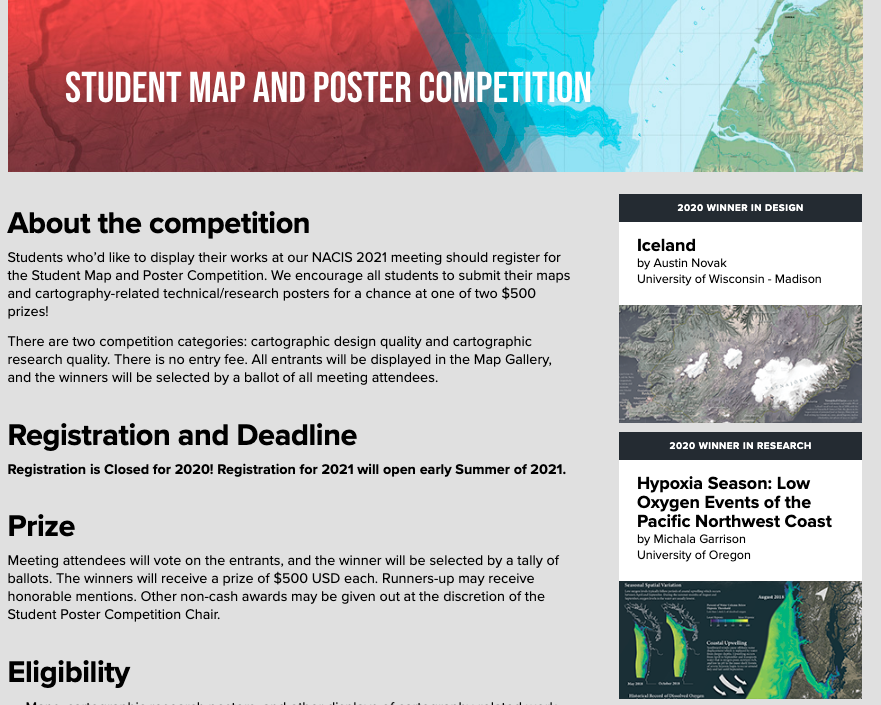 STUDENT MAP AND POSTER COMPETITION
About the competition
Students who’d like to display their works at our NACIS 2021 meeting should register for
the Student Map and Poster Competition. We encourage all students to submit their maps
and cartography-related technical/research posters for a chance at one of two $500
prizes!
There are two competition categories: cartographic design quality and cartographic
research quality. There is no entry fee. All entrants will be displayed in the Map Gallery,
and the winners will be selected by a ballot of all meeting attendees.
Registration and Deadline
Registration is Closed for 2020! Registration for 2021 will open early Summer of 2021.
Prize
Meeting attendees will vote on the entrants, and the winner will be selected by a tally of
ballots. The winners will receive a prize of $500 USD each. Runners-up may receive
honorable mentions. Other non-cash awards may be given out at the discretion of the
Student Poster Competition Chair.
Eligibility
2020 WINNER IN DESIGN
Iceland
by Austin Novak
University of Wisconsin - Madison
2020 WINNER IN RESEARCH
Hypoxia Season: Low
Oxygen Events of the
Pacific Northwest Coast
by Michala Garrison
University of Oregon
Seasonal Spatial Variation
August 2018
Coastal Upwelling
May 2018
October 2018
Historical Record of Dissolved Oxygen